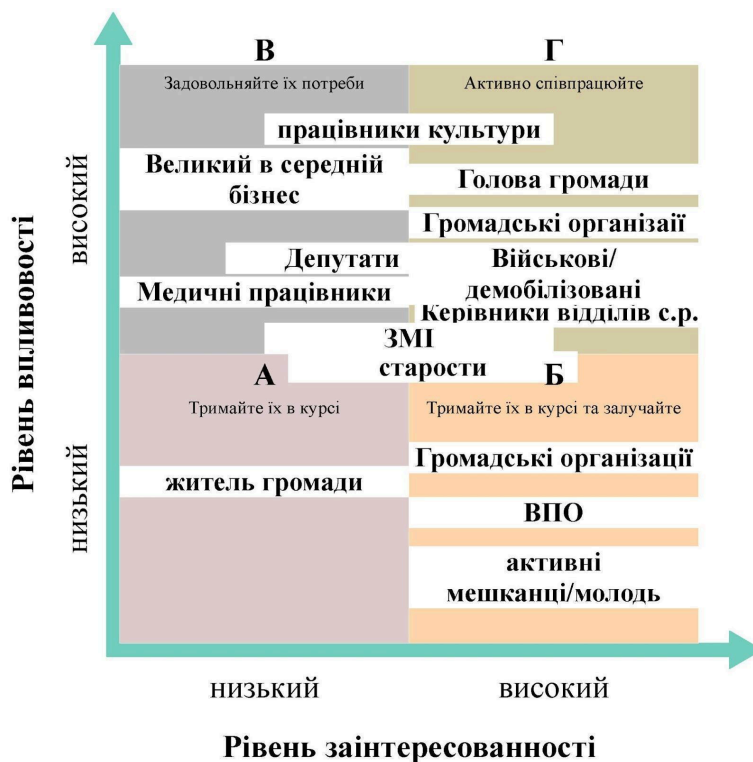 В
Г
Задовольняйте їх потреби
Активно співпрацюйте
працівники культури
Великий в середній
бізнес
Голова громади
Громадські організаії
Депутати
Військові/
демобілізовані
Медичні працівники
Керівники відділів с.р.
ЗМІ
старости
А
Б
Тримайте їх в курсі
Тримайте їх в курсі та залучайте
Громадські організації
житель громади
ВПО
активні
мешканці/молодь
Рівень впливовості
високий
низький
низький
високий
Рівень заінтересованності